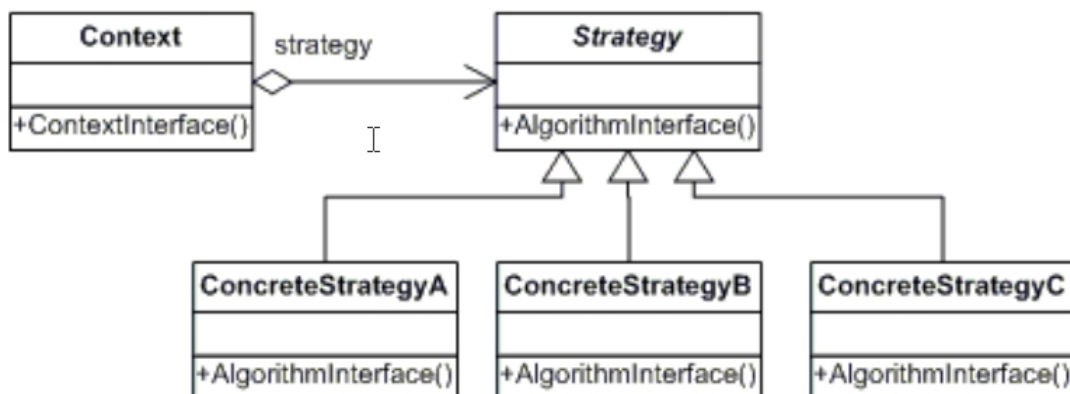 Context
strategy
Strategy
+ContextInterface()
+AlgorithmInterface()
ConcreteStrategyA
ConcreteStrategyB
ConcreteStrategyC
+AlgorithmInterface()
+AlgorithmInterface()
+AlgorithmInterface()